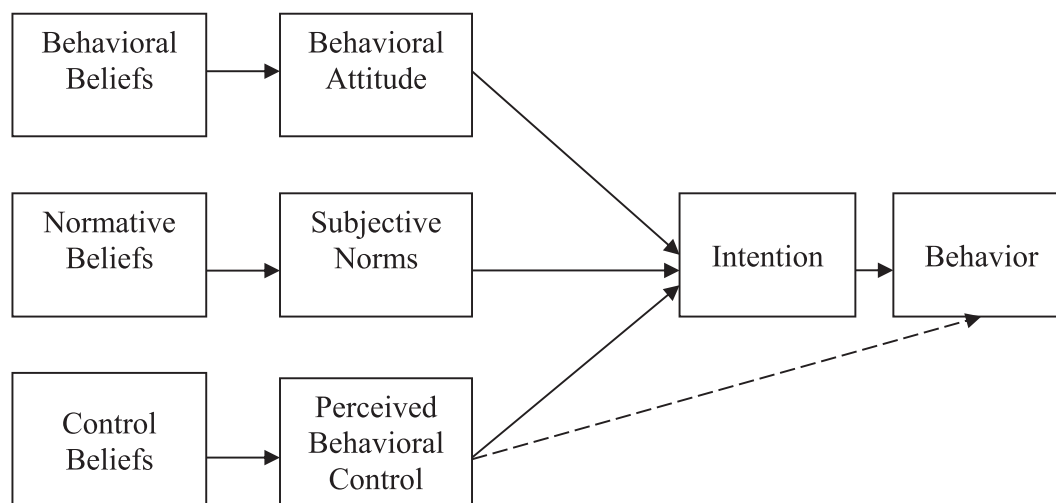 Behavioral
Beliefs
Behavioral
Attitude
Normative
Beliefs
Subjective
Norms
Intention
Behavior
Control
Beliefs
Perceived
Behavioral
Control